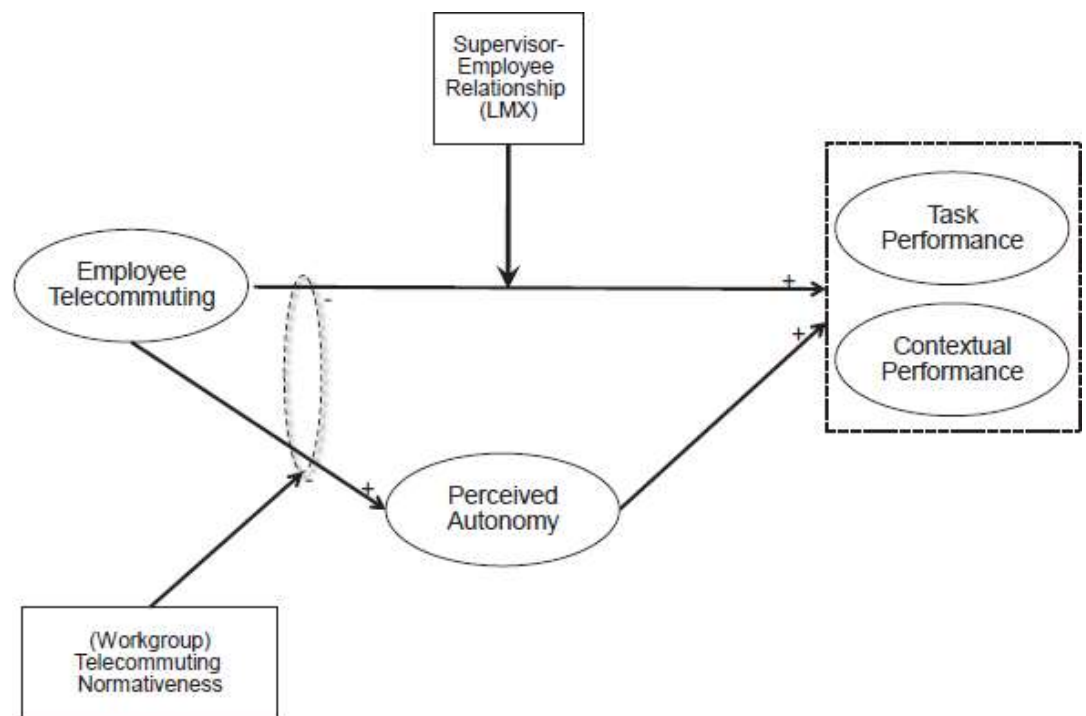 Supervisor-
Employee
Relationship
(LMX)
Task
Performance
Employee
Telecommuting
+
-
+
Contextual
Performance
-
+
Perceived
Autonomy
(Workgroup)
Telecommuting
Normativeness